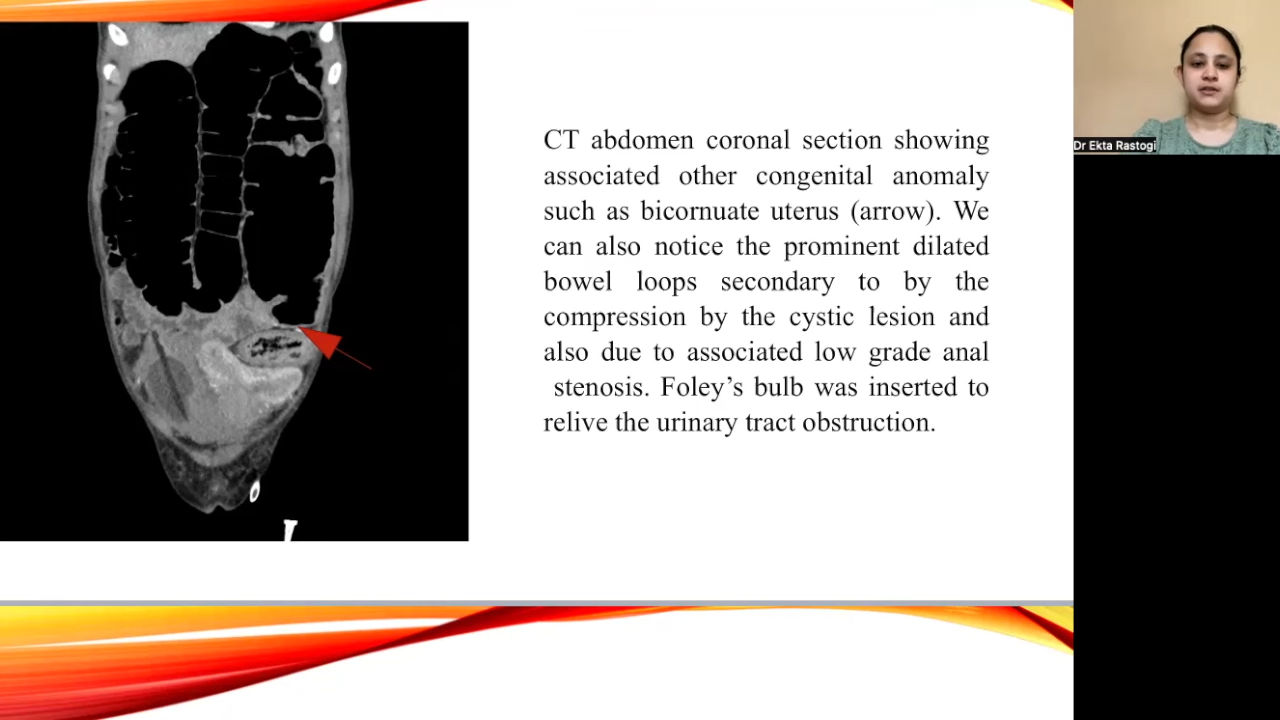 CT abdomen coronal section showing
associated other congenital anomaly
such as bicornuate uterus (arrow). We
can also notice the prominent dilated
bowel loops secondary to by the
compression by the cystic lesion and
also due to associated low grade anal
stenosis. Foley’s bulb was inserted to
relive the urinary tract obstruction.
Dr Ekta Rastogi